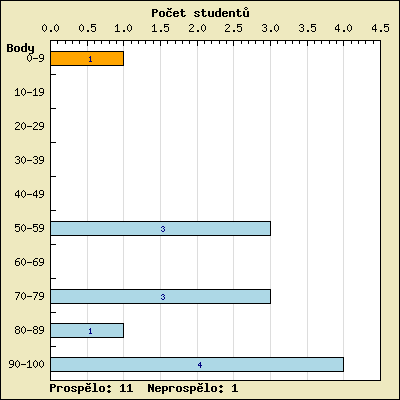 Počet studentů
0.0 0.5 1.0 1.5 2.0 2.5 3.0 3.5 4.0 4.5
Body
0-9 1
10-19
20-29
30-39
40-49
50-59 3
60-69
70-79 3
80-89 1
90-100 4
Prospělo: 11 Neprospělo: 1